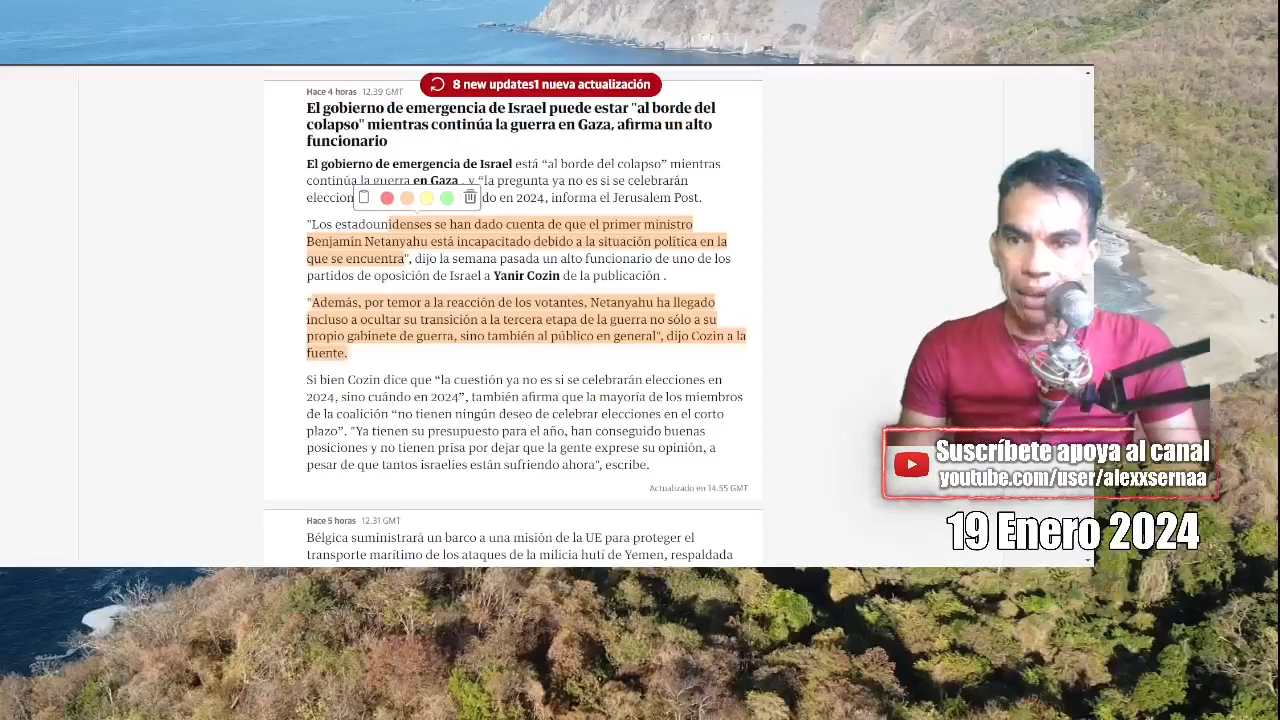 8 new updates1 nueva actualización
Hace 4 horas 12.39 GMT
El gobierno de emergencia de Israel puede estar "al borde del
colapso" mientras continúa la guerra en Gaza, afirma un alto
funcionario
El gobierno de emergencia de Israel está “al borde del colapso” mientras
continúa la guerra en Gaza , y “la pregunta ya no es si se celebrarán
eleccion do en 2024, informa el Jerusalem Post.
"Los estadounidenses se han dado cuenta de que el primer ministro
Benjamín Netanyahu está incapacitado debido a la situación política en la
que se encuentra", dijo la semana pasada un alto funcionario de uno de los
partidos de oposición de Israel a Yanir Cozin de la publicación .
"Además, por temor a la reacción de los votantes, Netanyahu ha llegado
incluso a ocultar su transición a la tercera etapa de la guerra no sólo a su
propio gabinete de guerra, sino también al público en general", dijo Cozin a la
fuente.
Si bien Cozin dice que “la cuestión ya no es si se celebrarán elecciones en
2024, sino cuándo en 2024”, también afirma que la mayoría de los miembros
de la coalición “no tienen ningún deseo de celebrar elecciones en el corto
plazo”. "Ya tienen su presupuesto para el año, han conseguido buenas
posiciones y no tienen prisa por dejar que la gente exprese su opinión, a
pesar de que tantos israelíes están sufriendo ahora", escribe.
Actualizado en 14.55 GMT
Hace 5 horas 12.31 GMT
Bélgica suministrará un barco a una misión de la UE para proteger el
transporte marítimo de los ataques de la milicia hutí de Yemen, respaldada
Suscríbete apoya al canal
youtube.com/user/alexxsernaa
19 Enero 2024